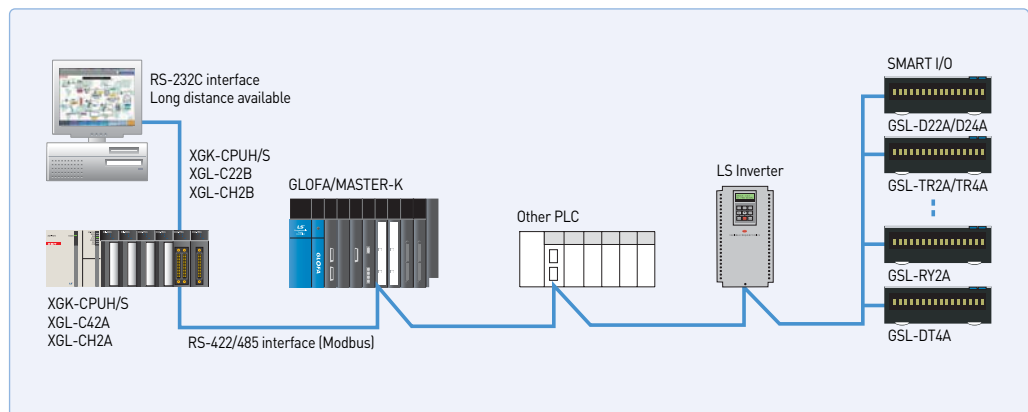 RS-232C interface
Long distance available
XGK-CPUH/S
XGL-C22B
XGL-CH2B
GLOFA/MASTER-K
Other PLC
LS Inverter
SMART I/O
GSL-D22A/D24A
GSL-TR2A/TR4A
GSL-RY2A
GSL-DT4A
XGK-CPUH/S
XGL-C42A
XGL-CH2A
RS-422/485 interface (Modbus)
LS
GLOFA